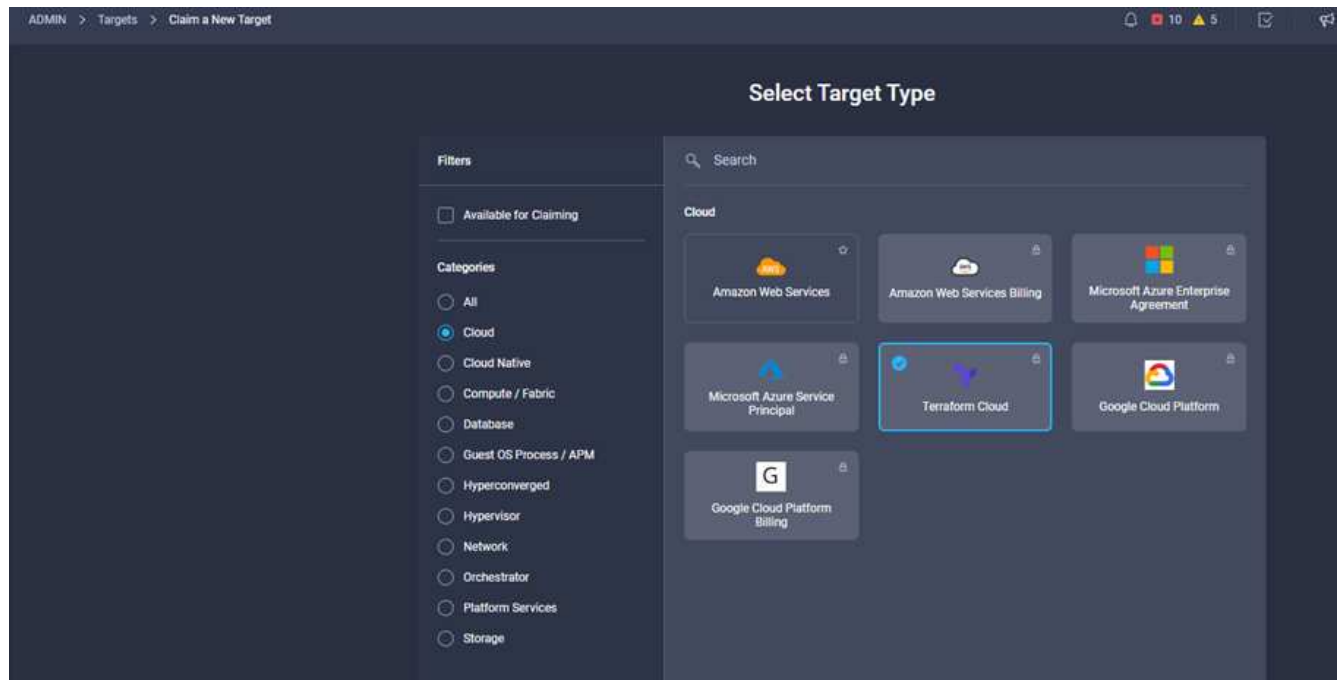 ADMIN > Targets > Claim a New Target
10 5
Select Target Type
Filters
Available for Claiming
Categories
All
Cloud
Cloud Native
Compute / Fabric
Database
Guest OS Process / APM
Hyperconverged
Hypervisor
Network
Orchestrator
Platform Services
Storage
Search
Cloud
aws
Amazon Web Services
aws
Amazon Web Services Billing
Microsoft Azure Enterprise
Agreement
Microsoft Azure Service
Principal
Terraform Cloud
Google Cloud Platform
G
Google Cloud Platform
Billing